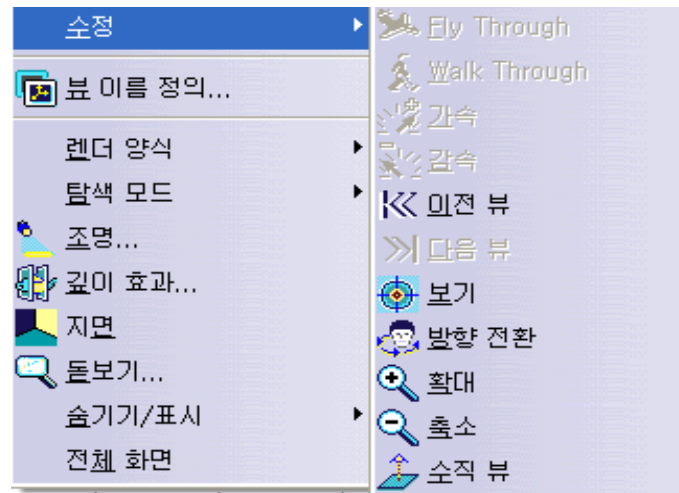 수정
뷰 이름 정의...
렌더 양식
탐색 모드
조명...
깊이 효과...
지면
돋보기...
숨기기/표시
전체 화면
Fly Through
Walk Through
가속
감속
이전 뷰
다음 뷰
보기
방향 전환
확대
축소
수직 뷰